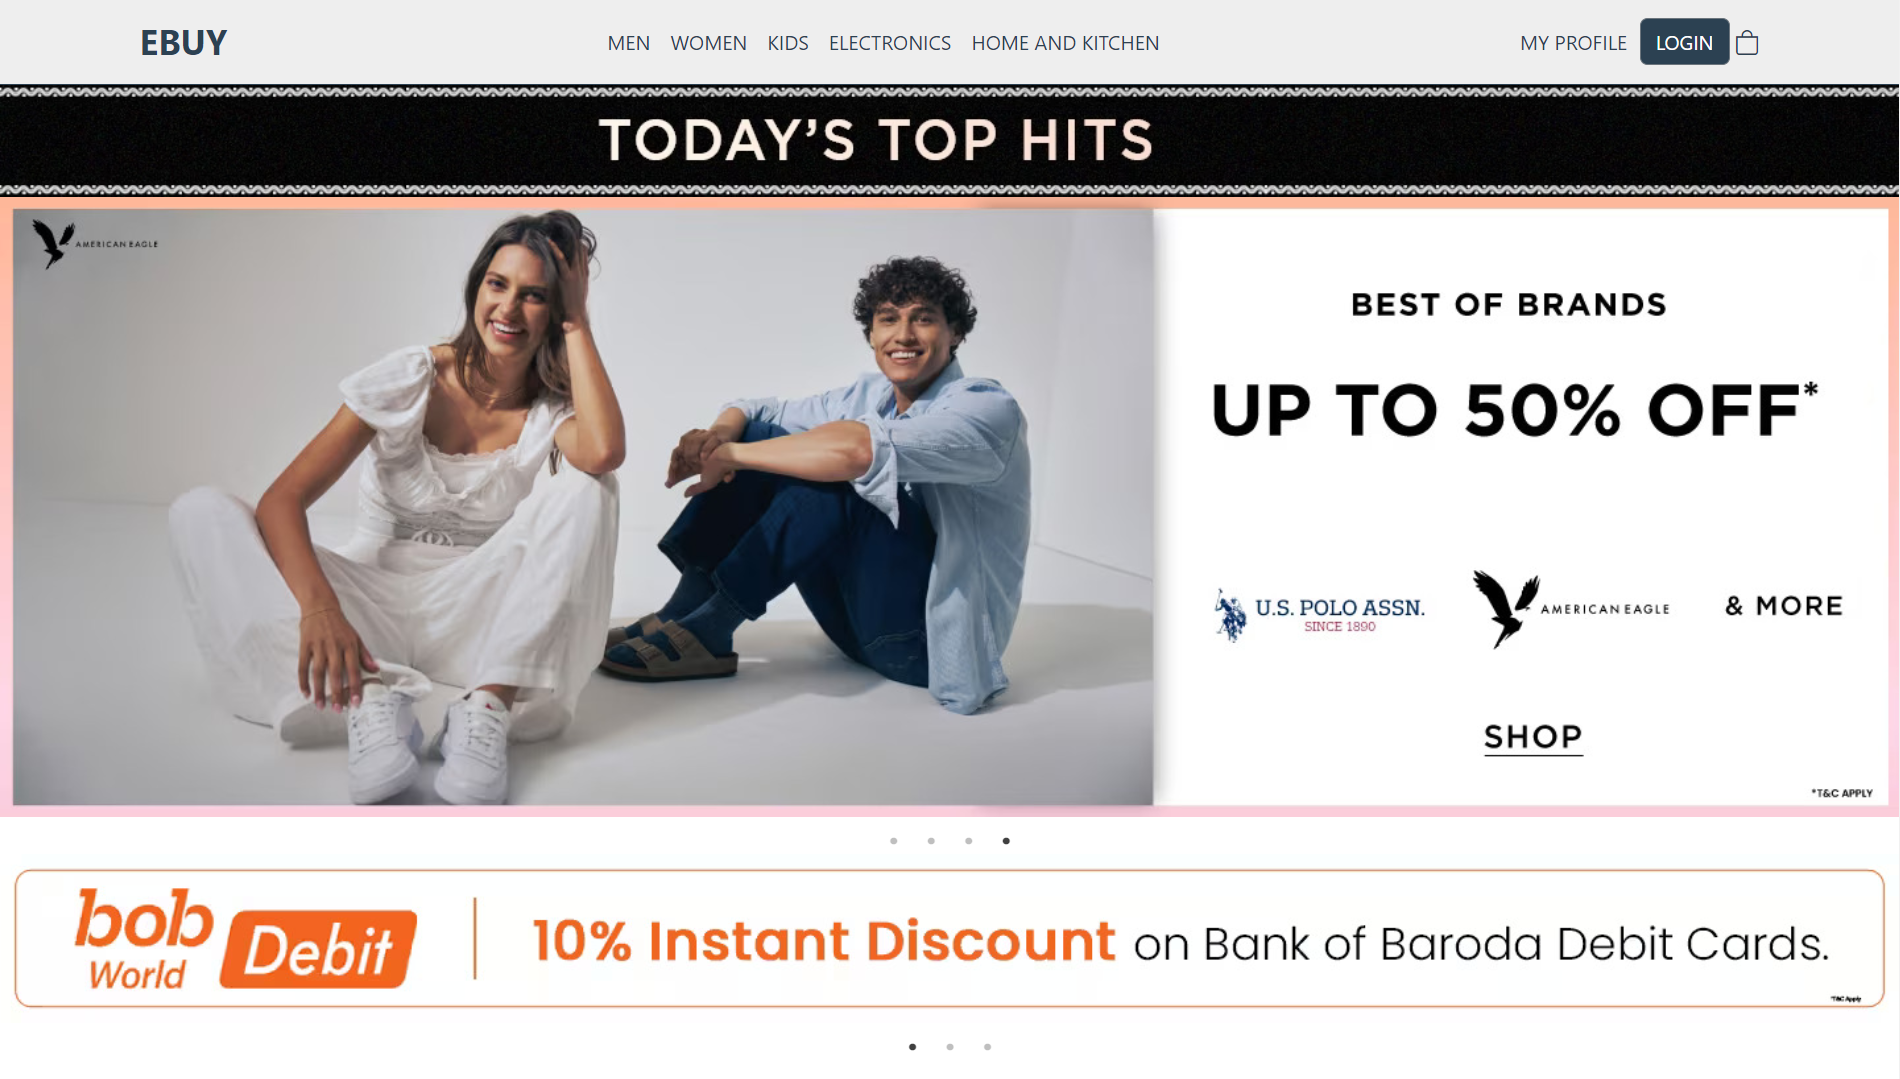 EBUY
MEN WOMEN KIDS ELECTRONICS HOME AND KITCHEN
MY PROFILE LOGIN
TODAY'S TOP HITS
AMERICAN EAGLE
BEST OF BRANDS
UP TO 50% OFF*
U.S. POLO ASSN.
SINCE 1890
AMERICAN EAGLE
& MORE
SHOP
*T&C APPLY
bob
World
Debit
10% Instant Discount on Bank of Baroda Debit Cards.
*T&C Apply